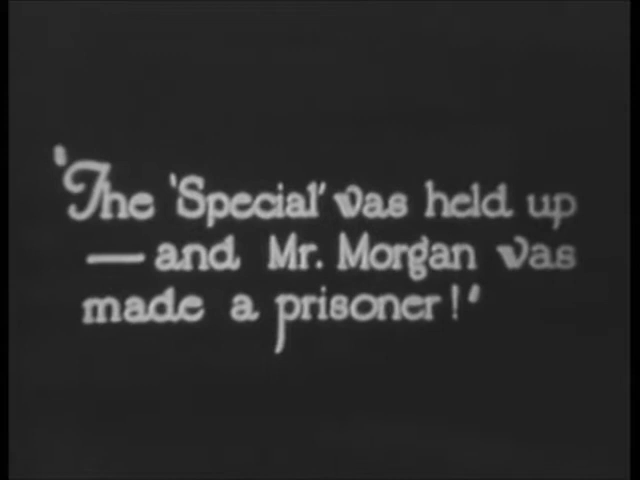 "The 'Special' was held up
— and Mr. Morgan was
made a prisoner!"